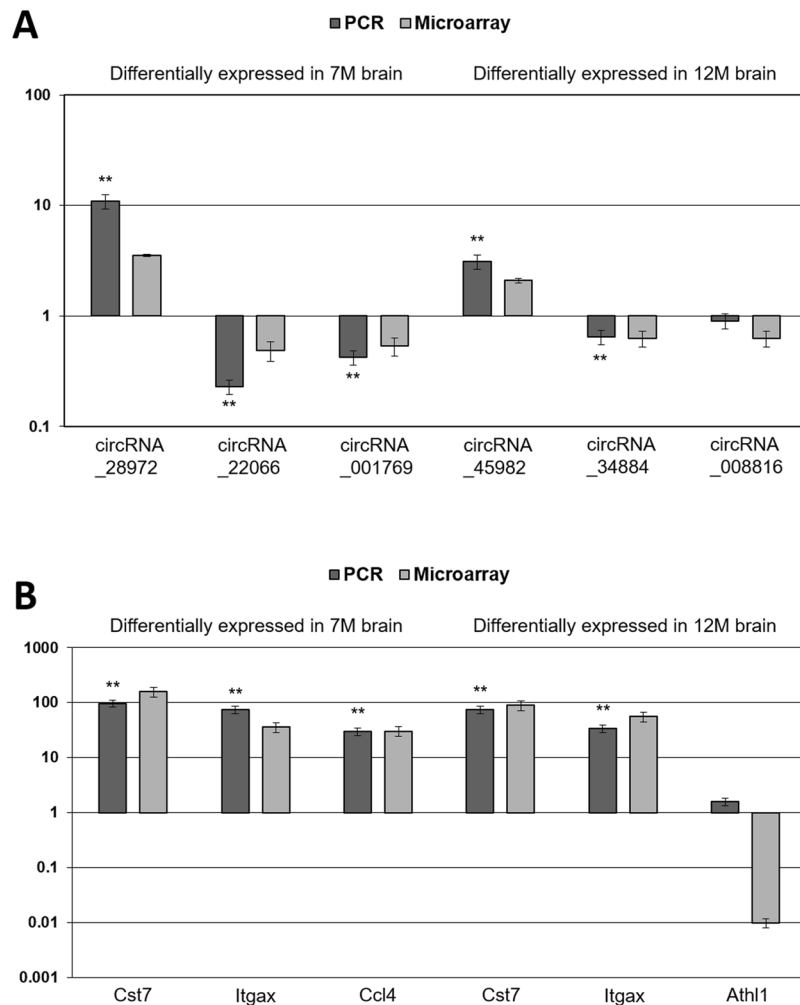 A
PCR Microarray
Differentially expressed in 7M brain Differentially expressed in 12M brain
100
**
10
**
1
** ** **
0.1
circRNA circRNA circRNA circRNA circRNA circRNA
_28972 _22066 _001769 _45982 _34884 _008816
PCR Microarray
B
Differentially expressed in 7M brain Differentially expressed in 12M brain
1000
** ** ** ** **
100
10
1
0.1
0.01
0.001
Cst7 Itgax Ccl4 Cst7 Itgax Athl1